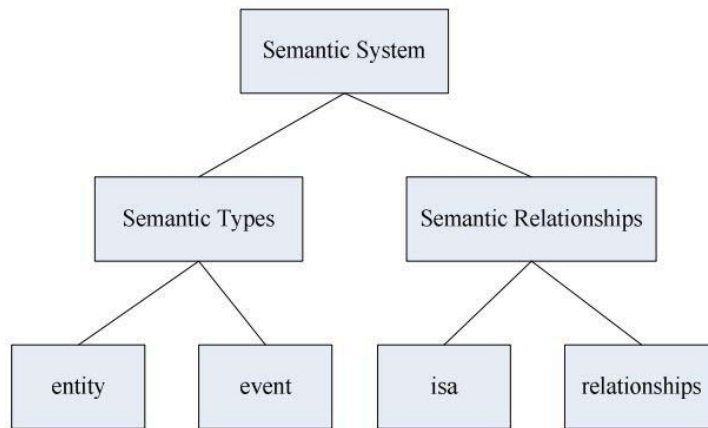 Semantic System
Semantic Types
Semantic Relationships
entity
event
isa
relationships